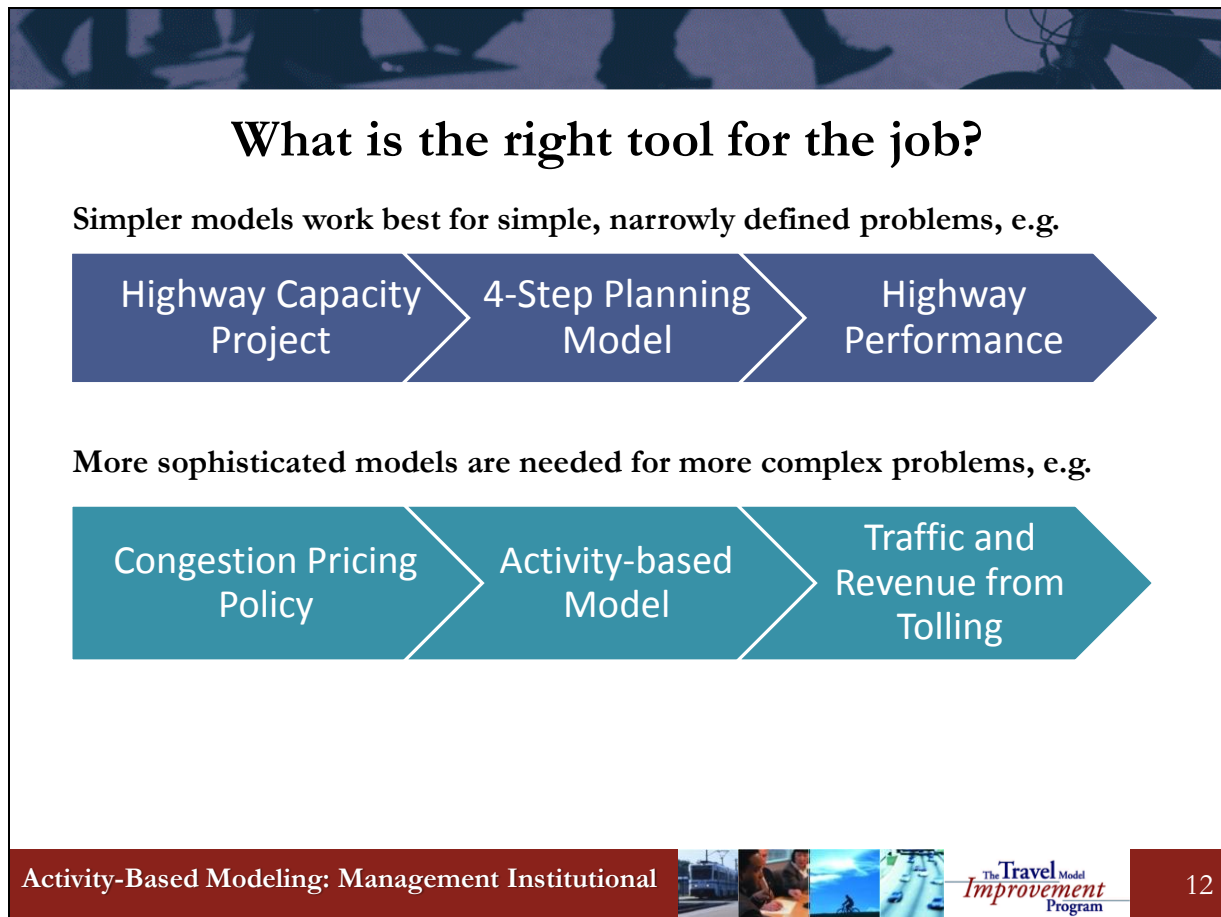 What is the right tool for the job?
Simpler models work best for simple, narrowly defined problems, e.g.
Highway Capacity
Project
4-Step Planning
Model
Highway
Performance
More sophisticated models are needed for more complex problems, e.g.
Congestion Pricing
Policy
Activity-based
Model
Traffic and
Revenue from
Tolling
Activity-Based Modeling: Management Institutional
The Travel Model
Improvement
Program
12